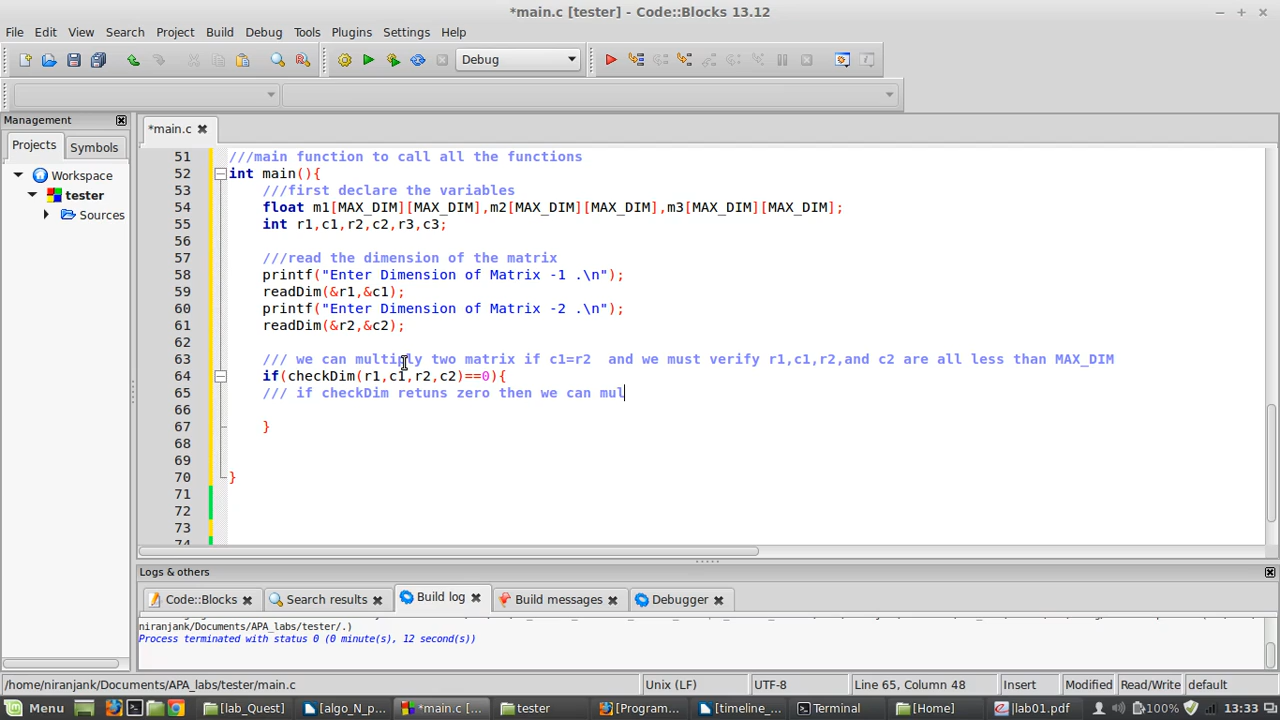 *main.c [tester] - Code::Blocks 13.12
File Edit View Search Project Build Debug Tools Plugins Settings Help
Debug
Management
*main.c
Projects Symbols
Workspace
tester
Sources
51 ///main function to call all the functions
52 int main(){
53 ///first declare the variables
54 float m1[MAX_DIM][MAX_DIM],m2[MAX_DIM][MAX_DIM],m3[MAX_DIM][MAX_DIM];
55 int r1,c1,r2,c2,r3,c3;
56
57 ///read the dimension of the matrix
58 printf("Enter Dimension of Matrix -1 .\n");
59 readDim(&r1,&c1);
60 printf("Enter Dimension of Matrix -2 .\n");
61 readDim(&r2,&c2);
62
63 /// we can multiply two matrix if c1=r2  and we must verify r1,c1,r2,and c2 are all less than MAX_DIM
64 if(checkDim(r1,c1,r2,c2)==0){
65 /// if checkDim retuns zero then we can mul
66
67 }
68
69
70 }
71
72
73
74
Logs & others
Code::Blocks Search results Build log Build messages Debugger
niranjank/Documents/APA_labs/tester/.)
Process terminated with status 0 (0 minute(s), 12 second(s))
/home/niranjank/Documents/APA_labs/tester/main.c Unix (LF) UTF-8 Line 65, Column 48 Insert Modified Read/Write default
Menu [lab_Quest] [algo_N_p... *main.c [... tester [Program... [timeline_... Terminal [Home] [lab01.pdf 100% 13:33